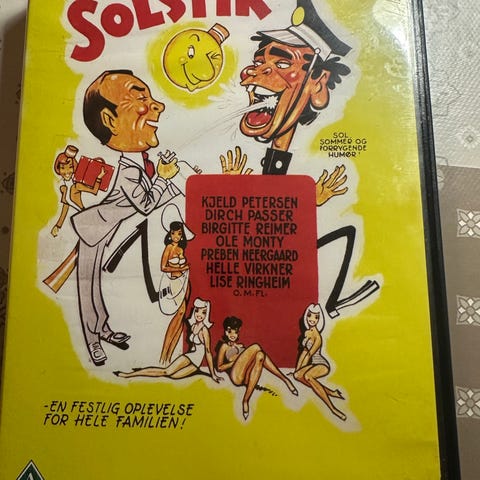 SOLSTIK
SOL
SOMMER OG
FORRYGENDE
HUMØR!
KJELD PETERSEN
DIRCH PASSER
BIRGITTE REIMER
OLE MONTY
PREBEN NEERGAARD
HELLE VIRKNER
LISE RINGHEIM
O.M.FL.
-EN FESTLIG OPLEVELSE
FOR HELE FAMILIEN!
A